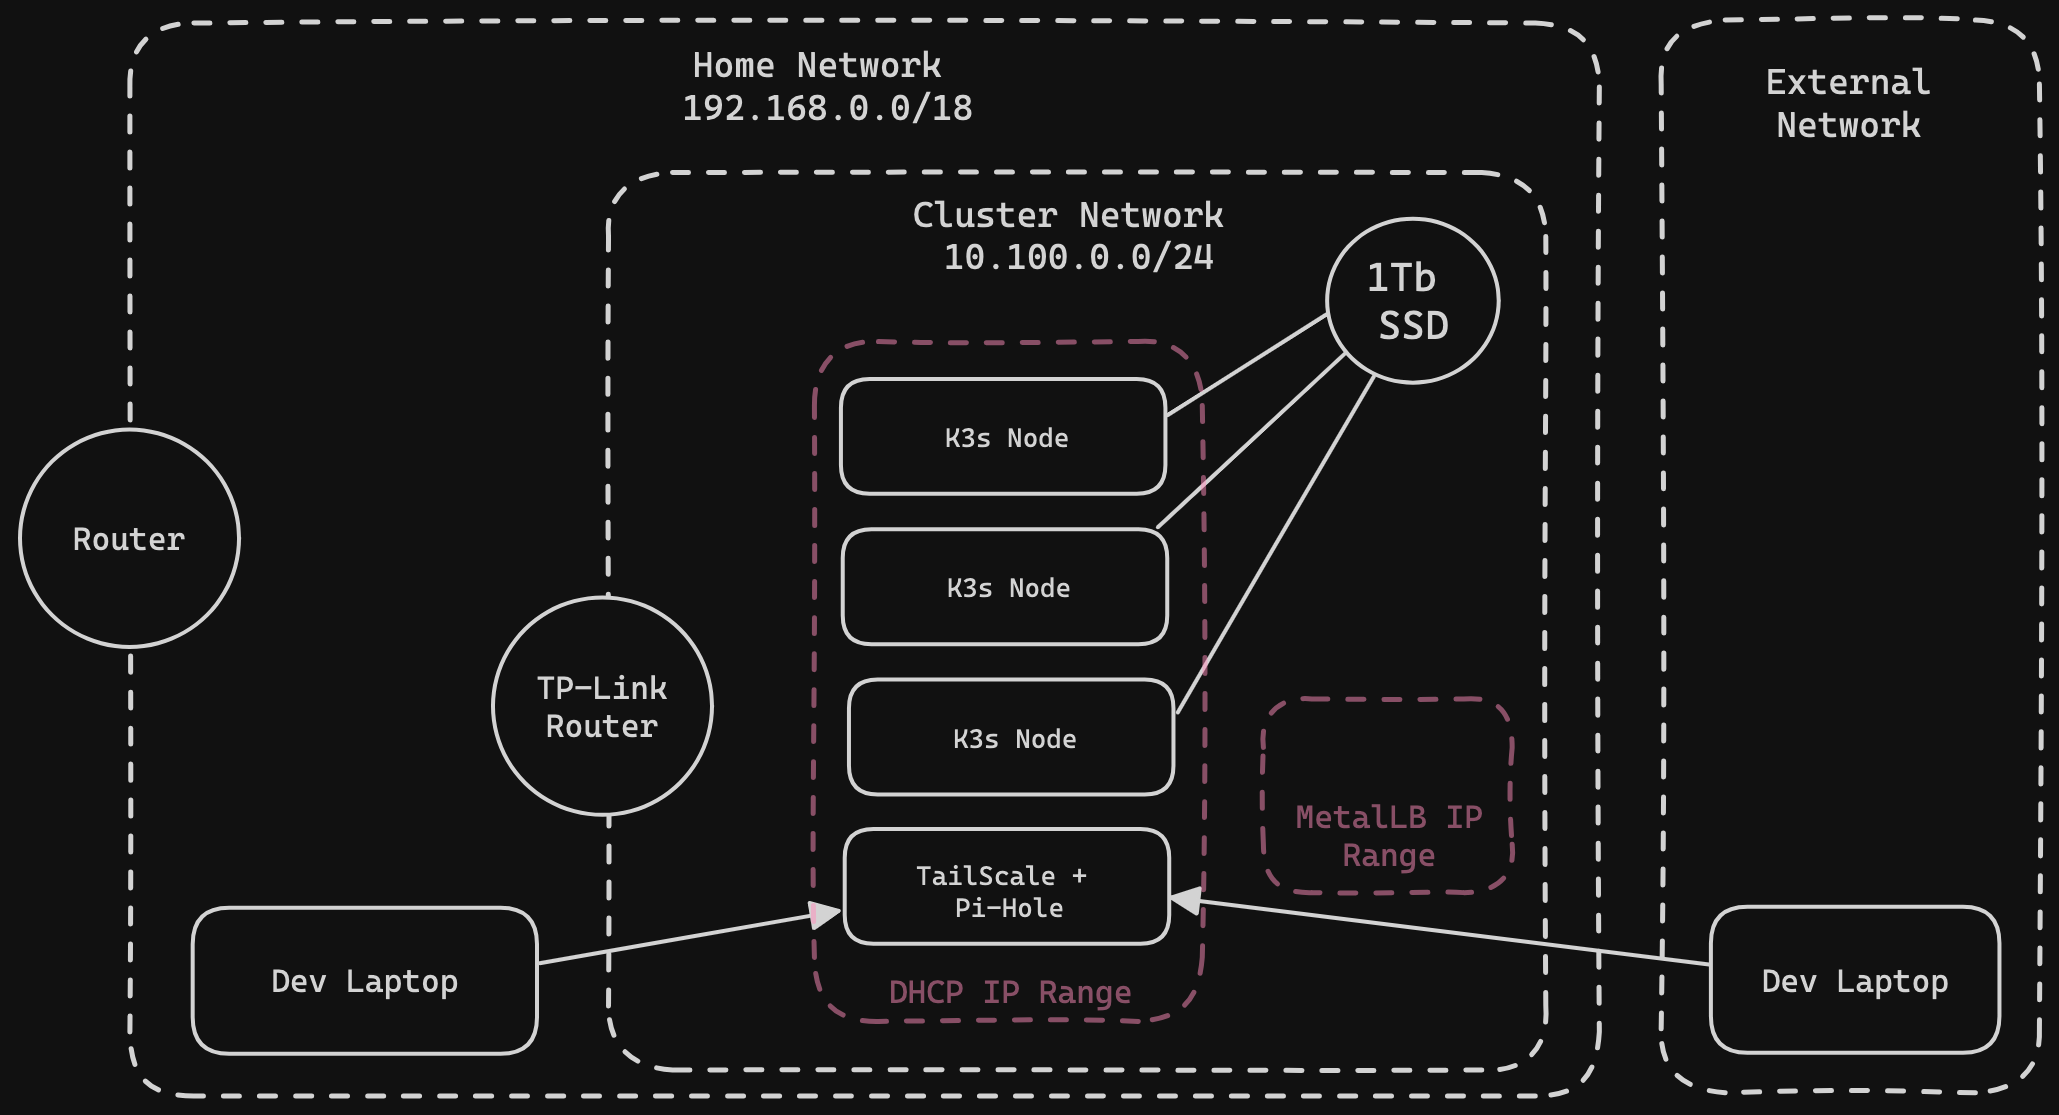 Home Network
192.168.0.0/18
External
Network
Cluster Network
10.100.0.0/24
1Tb
SSD
K3s Node
Router
K3s Node
TP-Link
Router
K3s Node
MetalLB IP
Range
TailScale +
Pi-Hole
Dev Laptop
DHCP IP Range
Dev Laptop